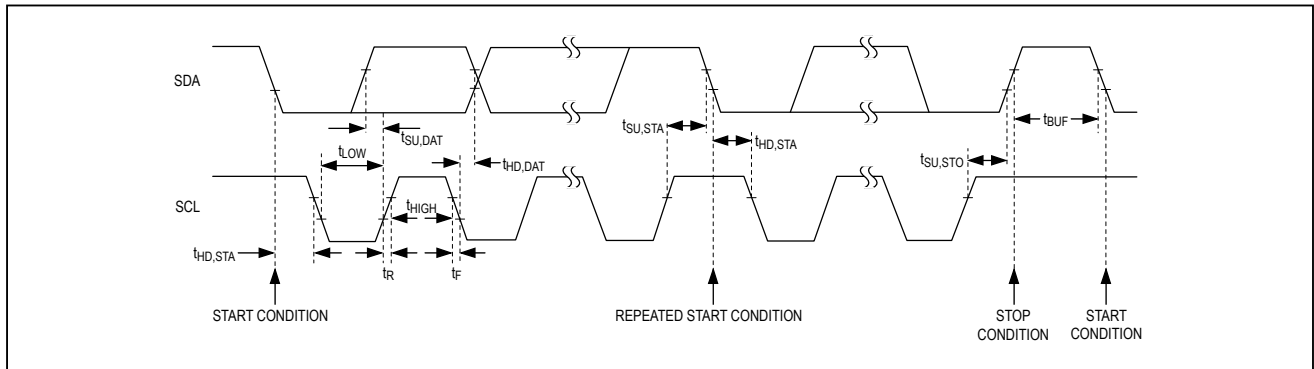 SDA
tSU,DAT
tLOW
tHD,DAT
tSU,STA
tHD,STA
tBUF
tSU,STO
SCL
tHIGH
tHD,STA
tR
tF
START CONDITION
REPEATED START CONDITION
STOP
CONDITION
START
CONDITION